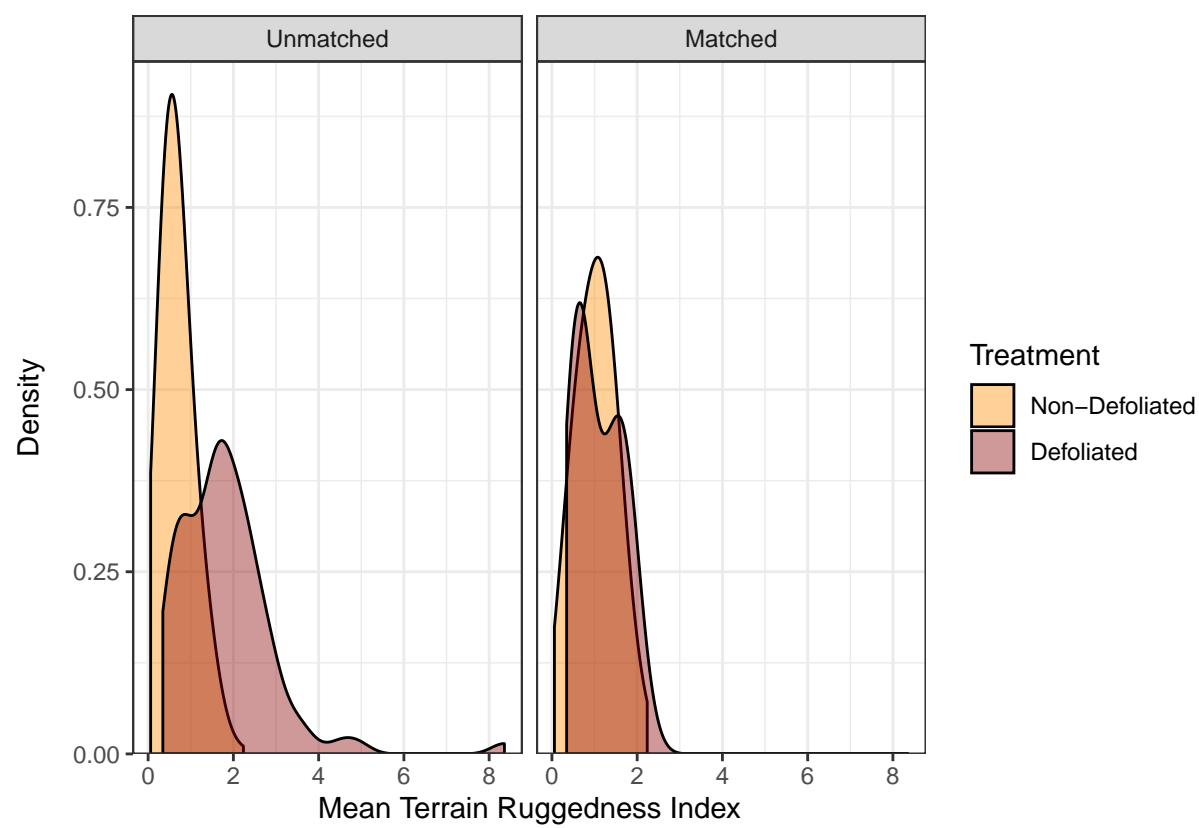 Unmatched
Matched
Density
0.75
0.50
0.25
0.00
0 2 4 6 8
0 2 4 6 8
Mean Terrain Ruggedness Index
Treatment
Non−Defoliated
Defoliated